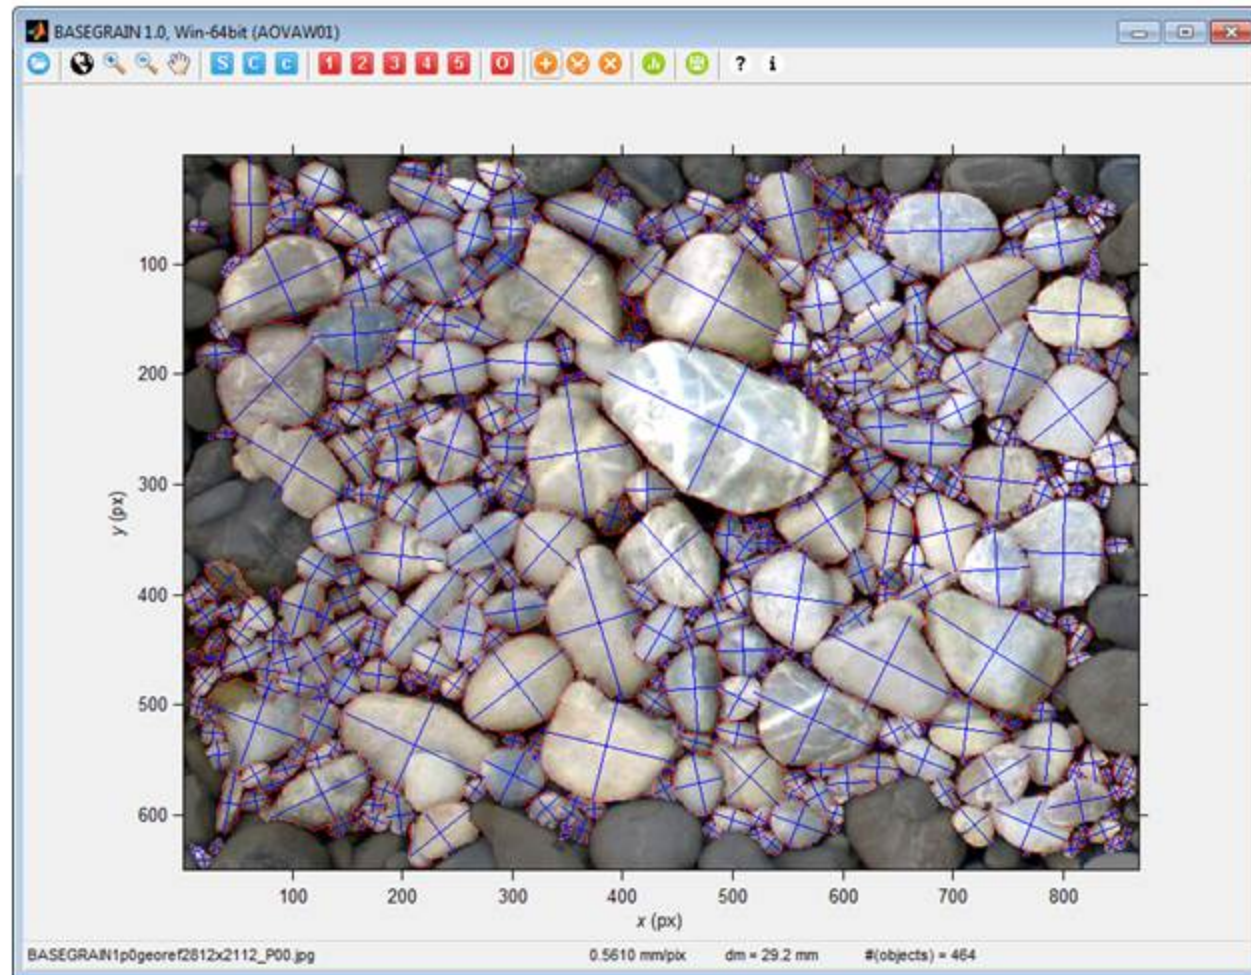 BASEGRAIN 1.0, Win-64bit (AOVAW01)
S C c 1 2 3 4 5 O ? i
100
200
300
400
500
600
y (px)
100 200 300 400 500 600 700 800
x (px)
BASEGRAIN1p0georef2812x2112_P00.jpg 0.5610 mm/pix dm = 29.2 mm #(objects) = 464